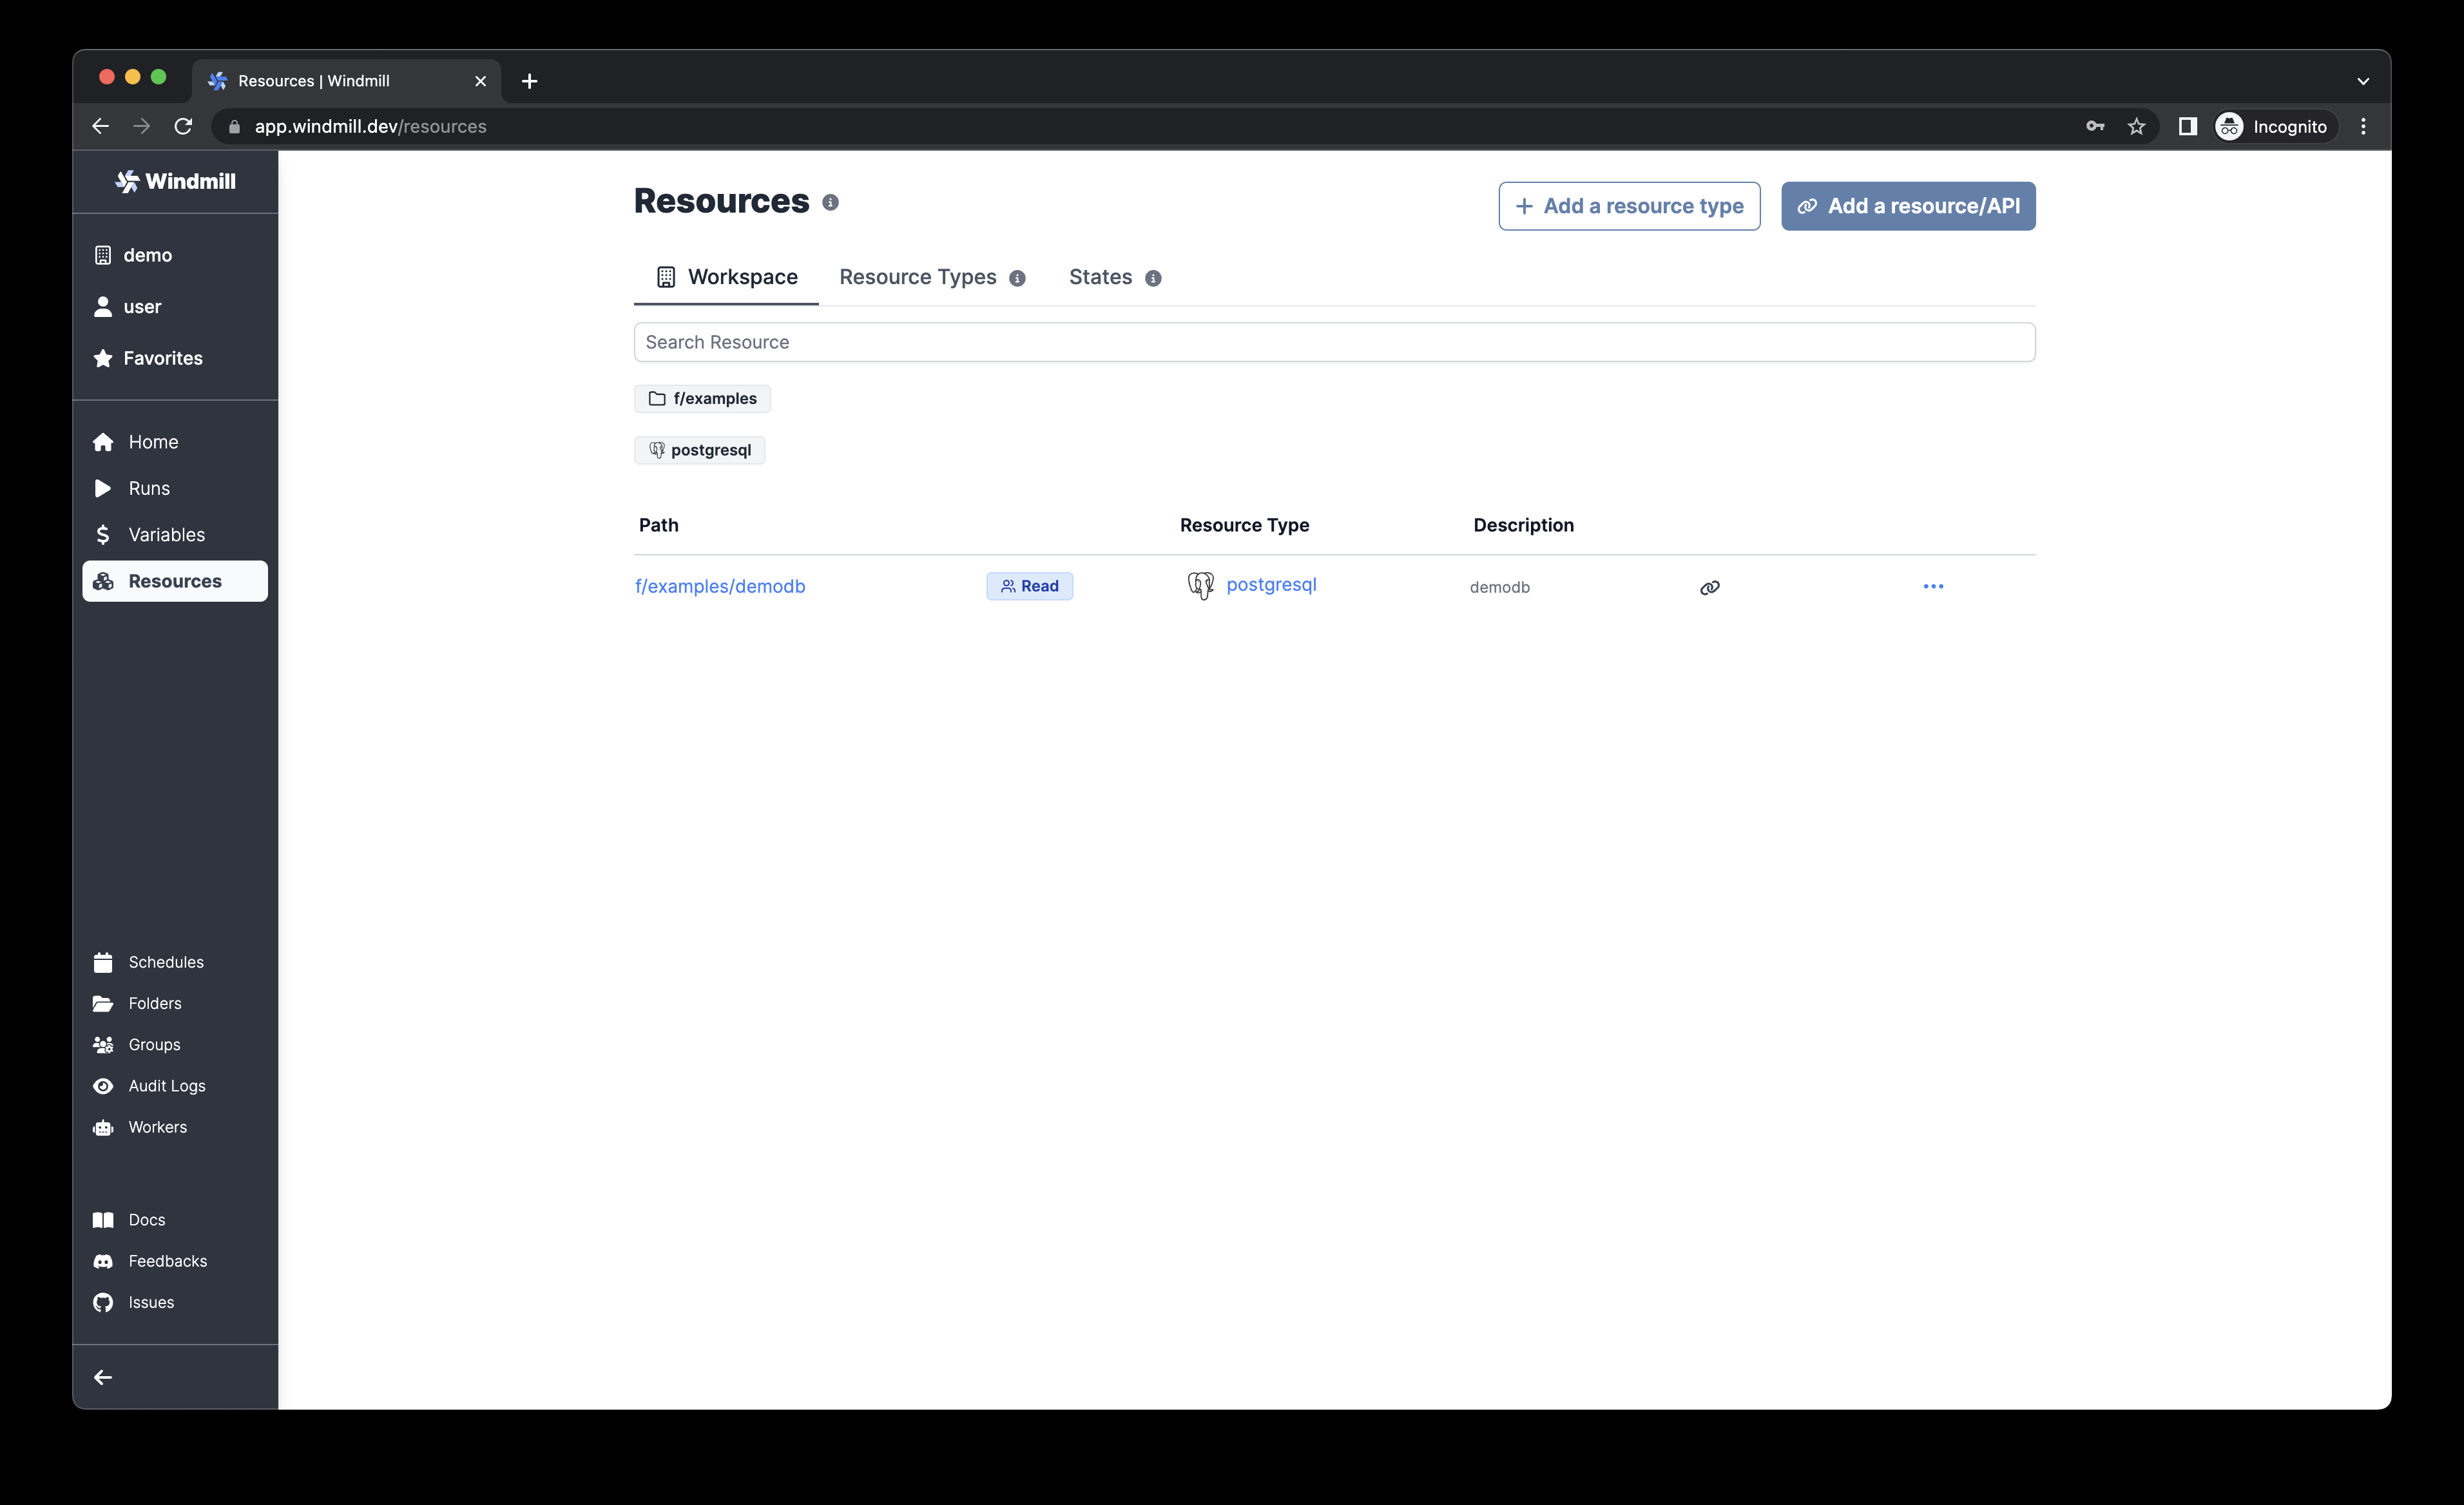 Resources | Windmill
app.windmill.dev/resources
Incognito
Windmill
demo
user
Favorites
Home
Runs
Variables
Resources
Schedules
Folders
Groups
Audit Logs
Workers
Docs
Feedbacks
Issues
Resources
Add a resource type
Add a resource/API
Workspace
Resource Types
States
Search Resource
f/examples
postgresql
Path Resource Type Description
f/examples/demodb Read postgresql demodb